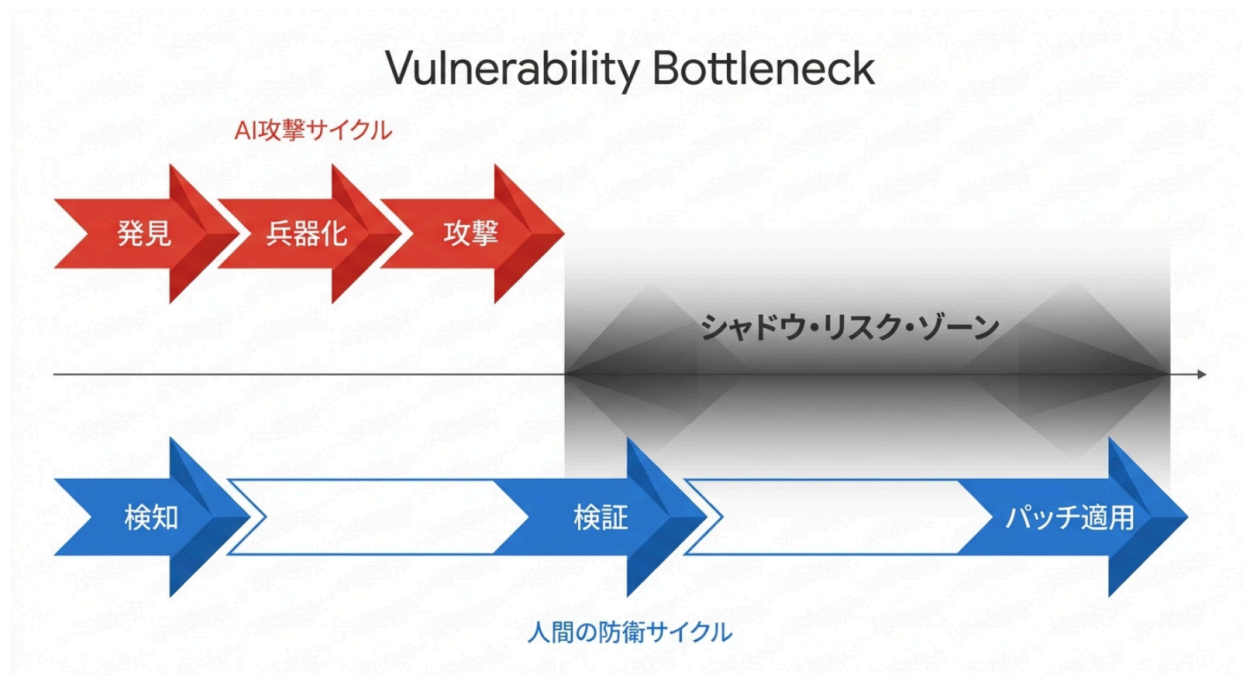 Vulnerability Bottleneck
AI攻撃サイクル
発見
兵器化
攻撃
シャドウ・リスク・ゾーン
検知
検証
パッチ適用
人間の防衛サイクル